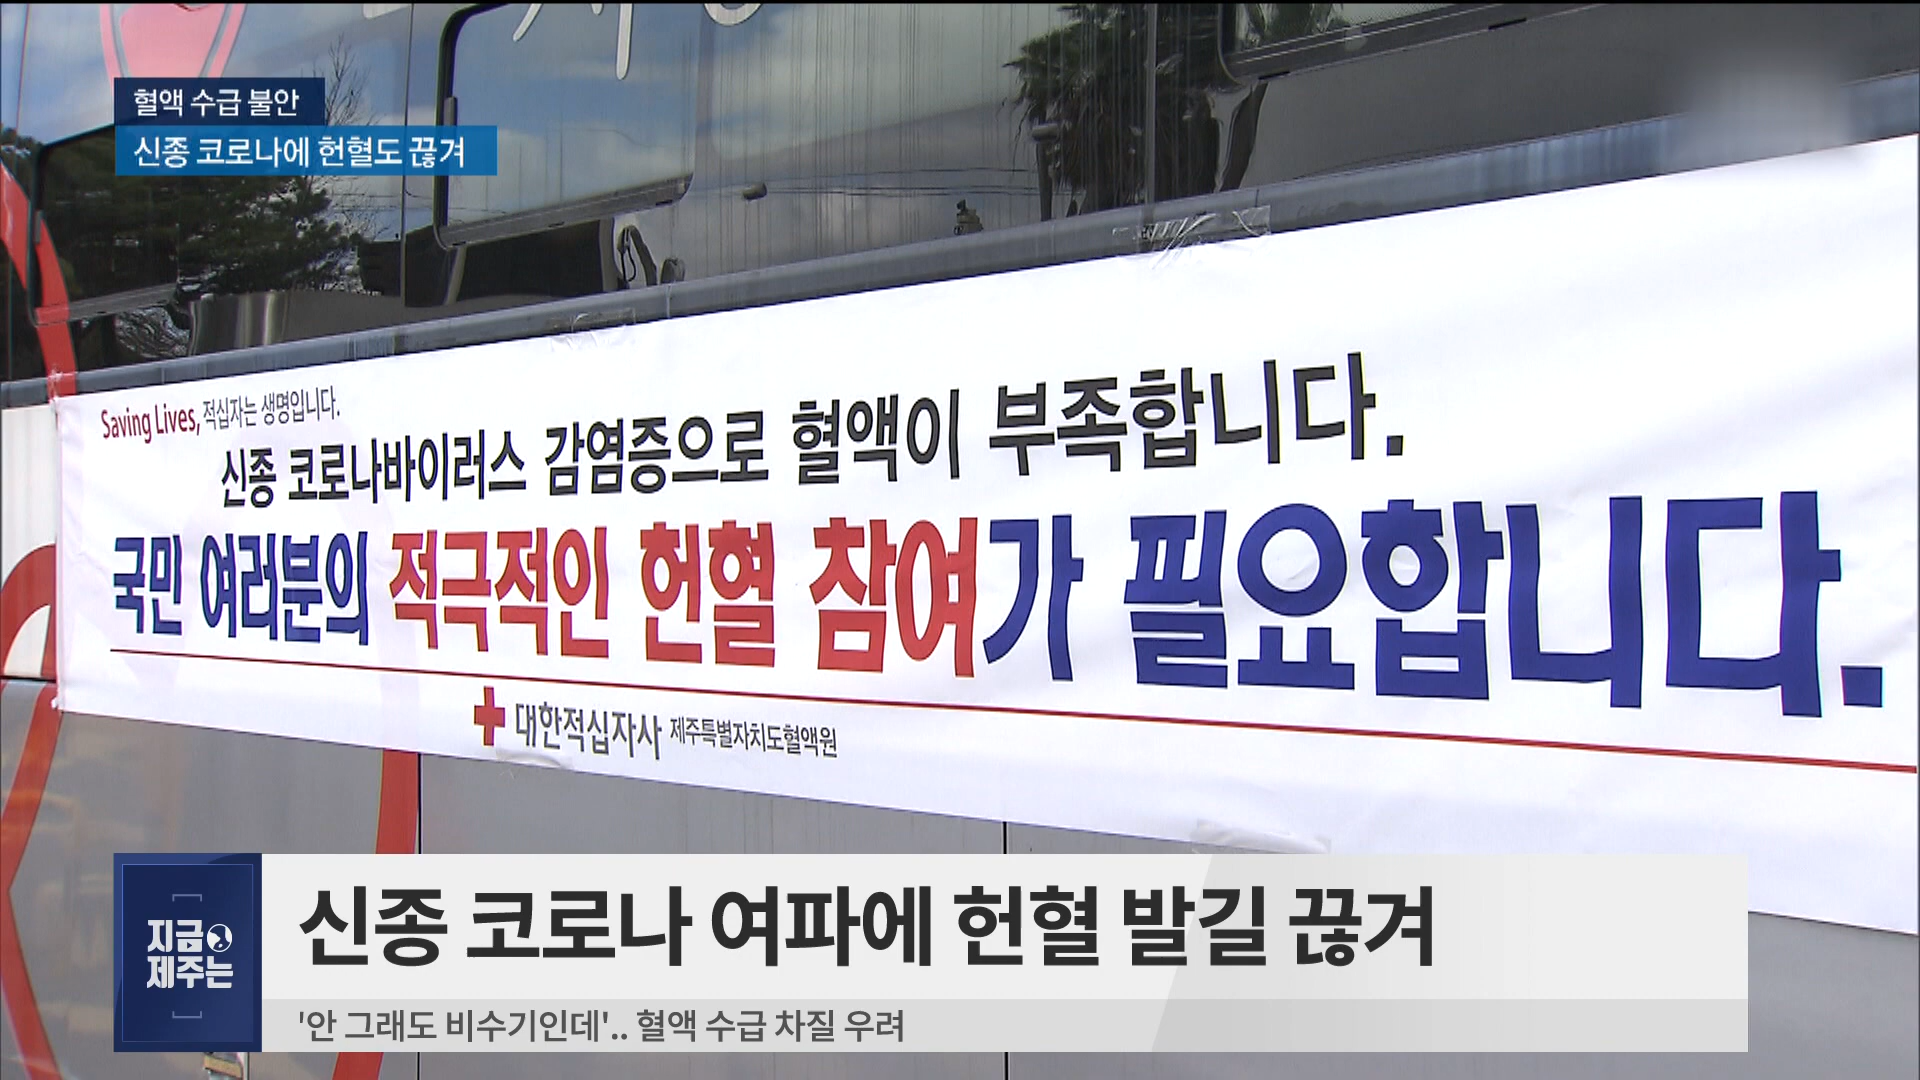 혈액 수급 불안
신종 코로나에 헌혈도 끊겨
Saving Lives, 적십자는 생명입니다.
신종 코로나바이러스 감염증으로 혈액이 부족합니다.
국민 여러분의 적극적인 헌혈 참여가 필요합니다.
대한적십자사 제주특별자치도혈액원
지금
제주는
신종 코로나 여파에 헌혈 발길 끊겨
'안 그래도 비수기인데'.. 혈액 수급 차질 우려